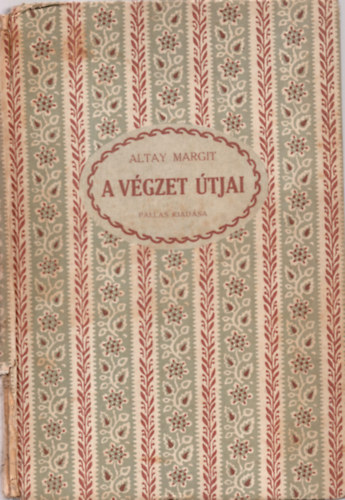 ALTAY MARGIT
A VÉGZET ÚTJAI
PALLAS KIADÁSA